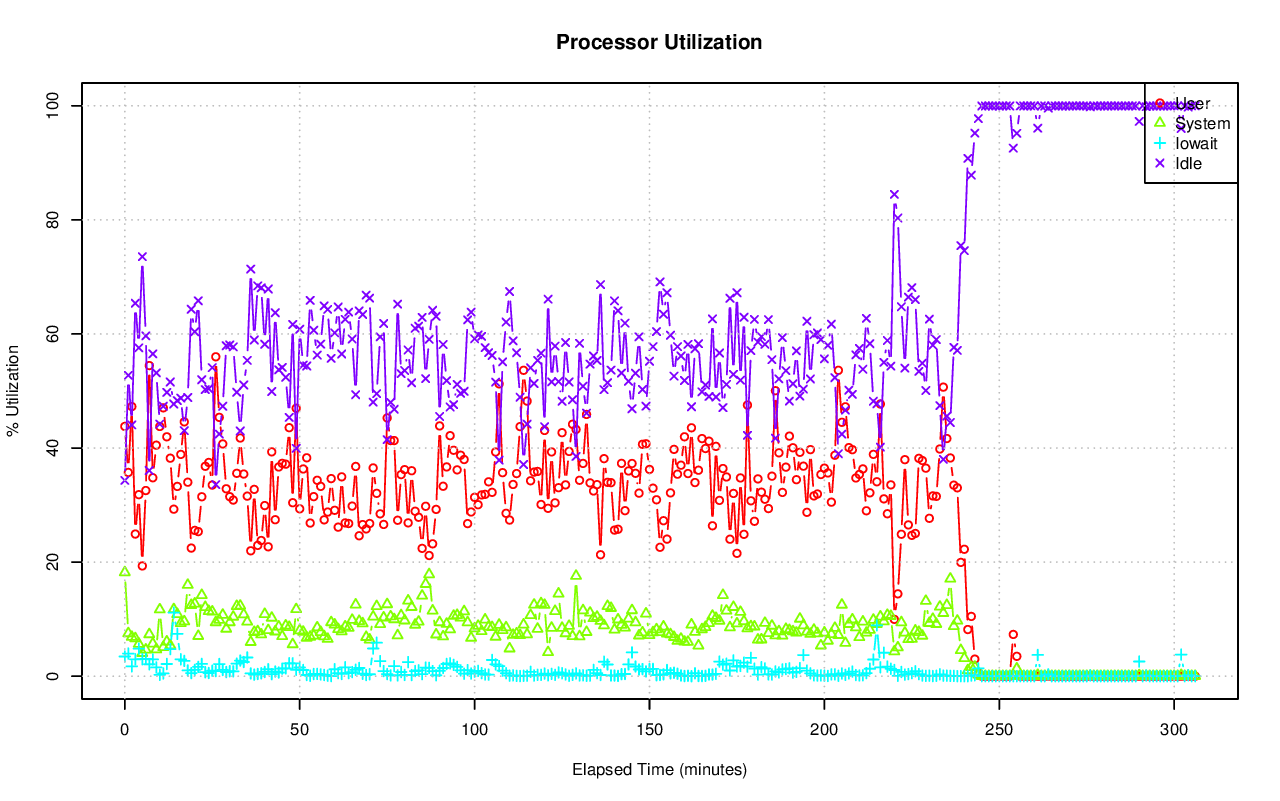 Processor Utilization
% Utilization
100
80
60
40
20
0
User
System
Iowait
Idle
0 50 100 150 200 250 300
Elapsed Time (minutes)